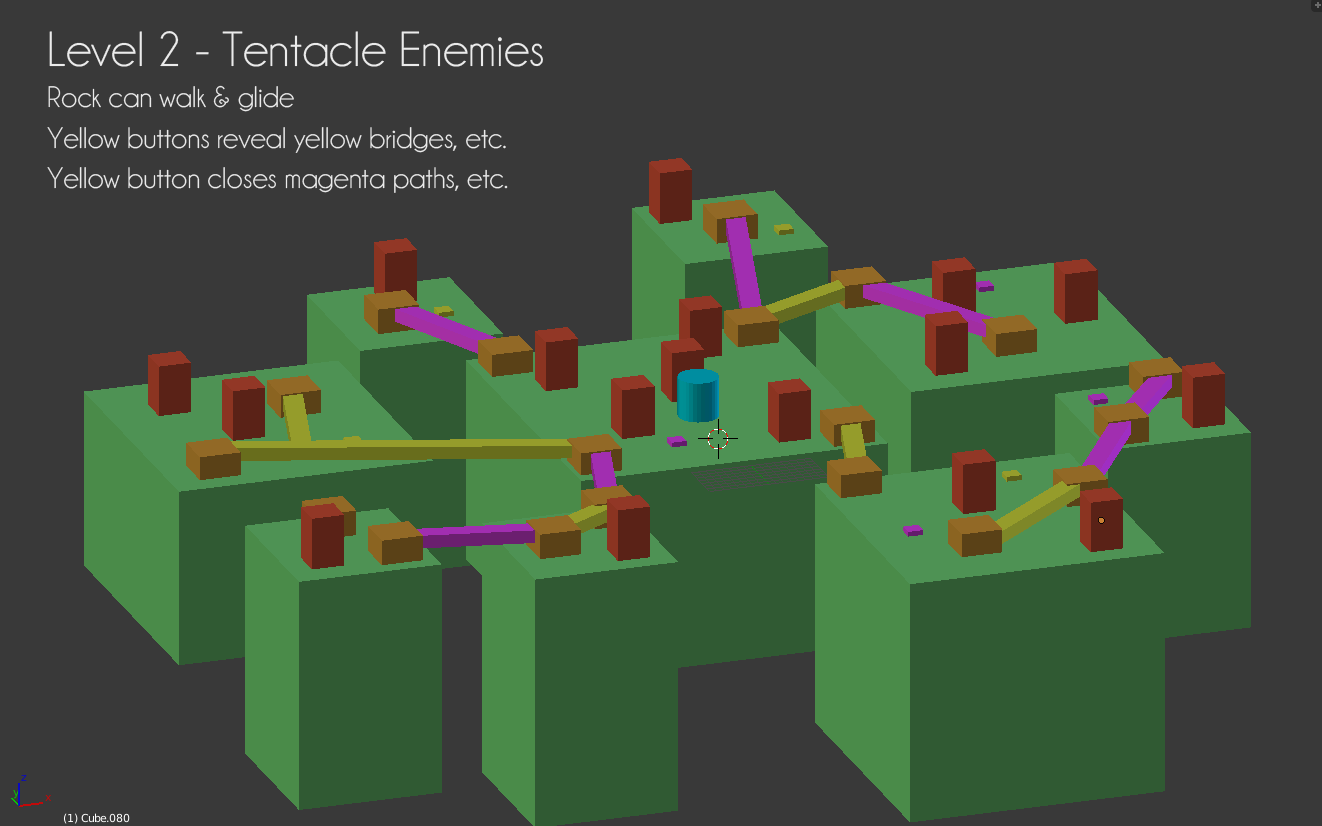 Level 2 - Tentacle Enemies
Rock can walk & glide
Yellow buttons reveal yellow bridges, etc.
Yellow button closes magenta paths, etc.
z
y
x
(1) Cube.080